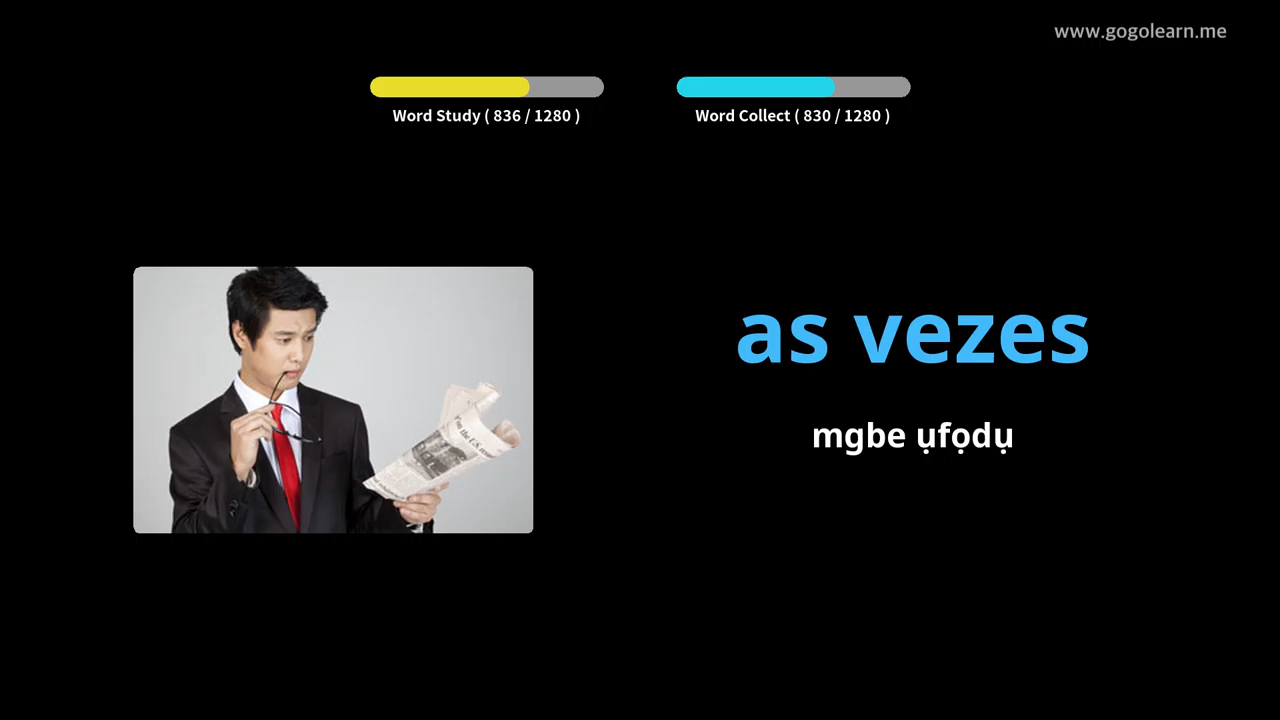 www.gogolearn.me
Word Study ( 836 / 1280 )
Word Collect ( 830 / 1280 )
as vezes
mgbe ụfọdụ